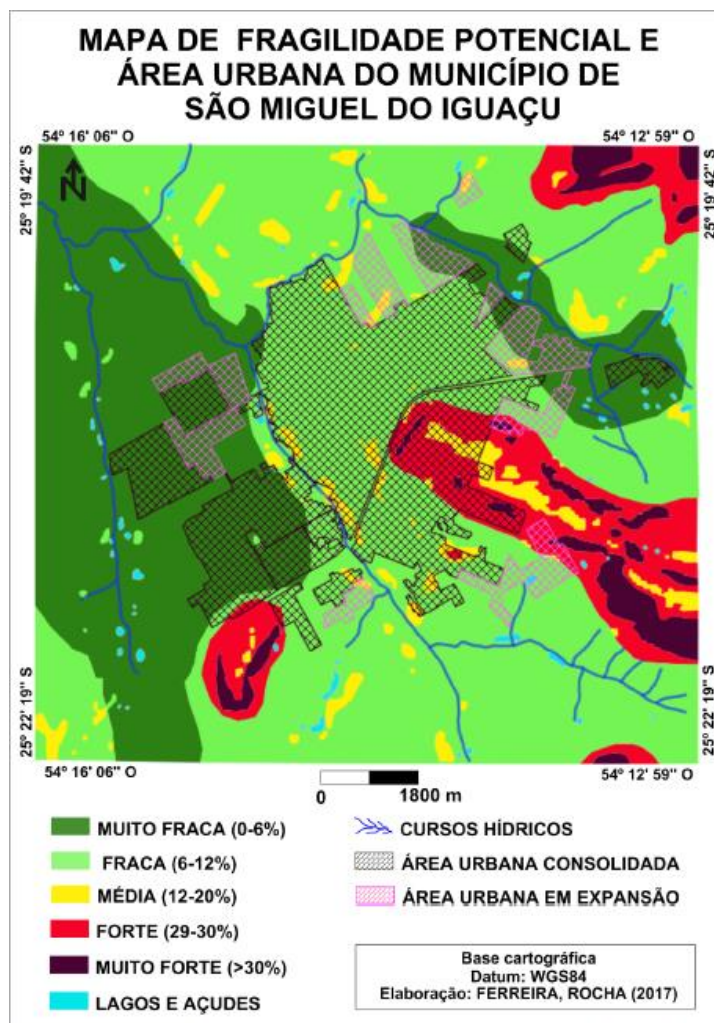 MAPA DE FRAGILIDADE POTENCIAL E
ÁREA URBANA DO MUNICÍPIO DE
SÃO MIGUEL DO IGUAÇU
54º 16' 06'' O
54º 12' 59'' O
25º 19' 42'' S
25º 19' 42'' S
N
25º 22' 19'' S
25º 22' 19'' S
54º 16' 06'' O
54º 12' 59'' O
0
1800 m
MUITO FRACA (0-6%)
FRACA (6-12%)
MÉDIA (12-20%)
FORTE (29-30%)
MUITO FORTE (>30%)
LAGOS E AÇUDES
CURSOS HÍDRICOS
ÁREA URBANA CONSOLIDADA
ÁREA URBANA EM EXPANSÃO
Base cartográfica
Datum: WGS84
Elaboração: FERREIRA, ROCHA (2017)